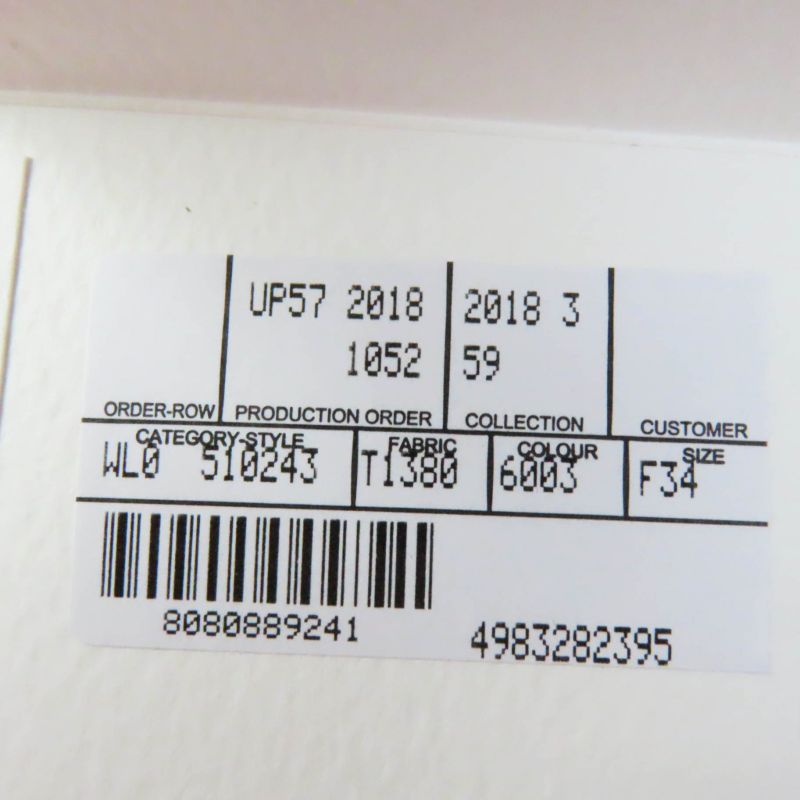 UP57 2018 2018 3
1052 59
ORDER-ROW PRODUCTION ORDER COLLECTION CUSTOMER
CATEGORY-STYLE FABRIC COLOUR SIZE
WL0 510243 T1380 6003 F34
8080889241 4983282395